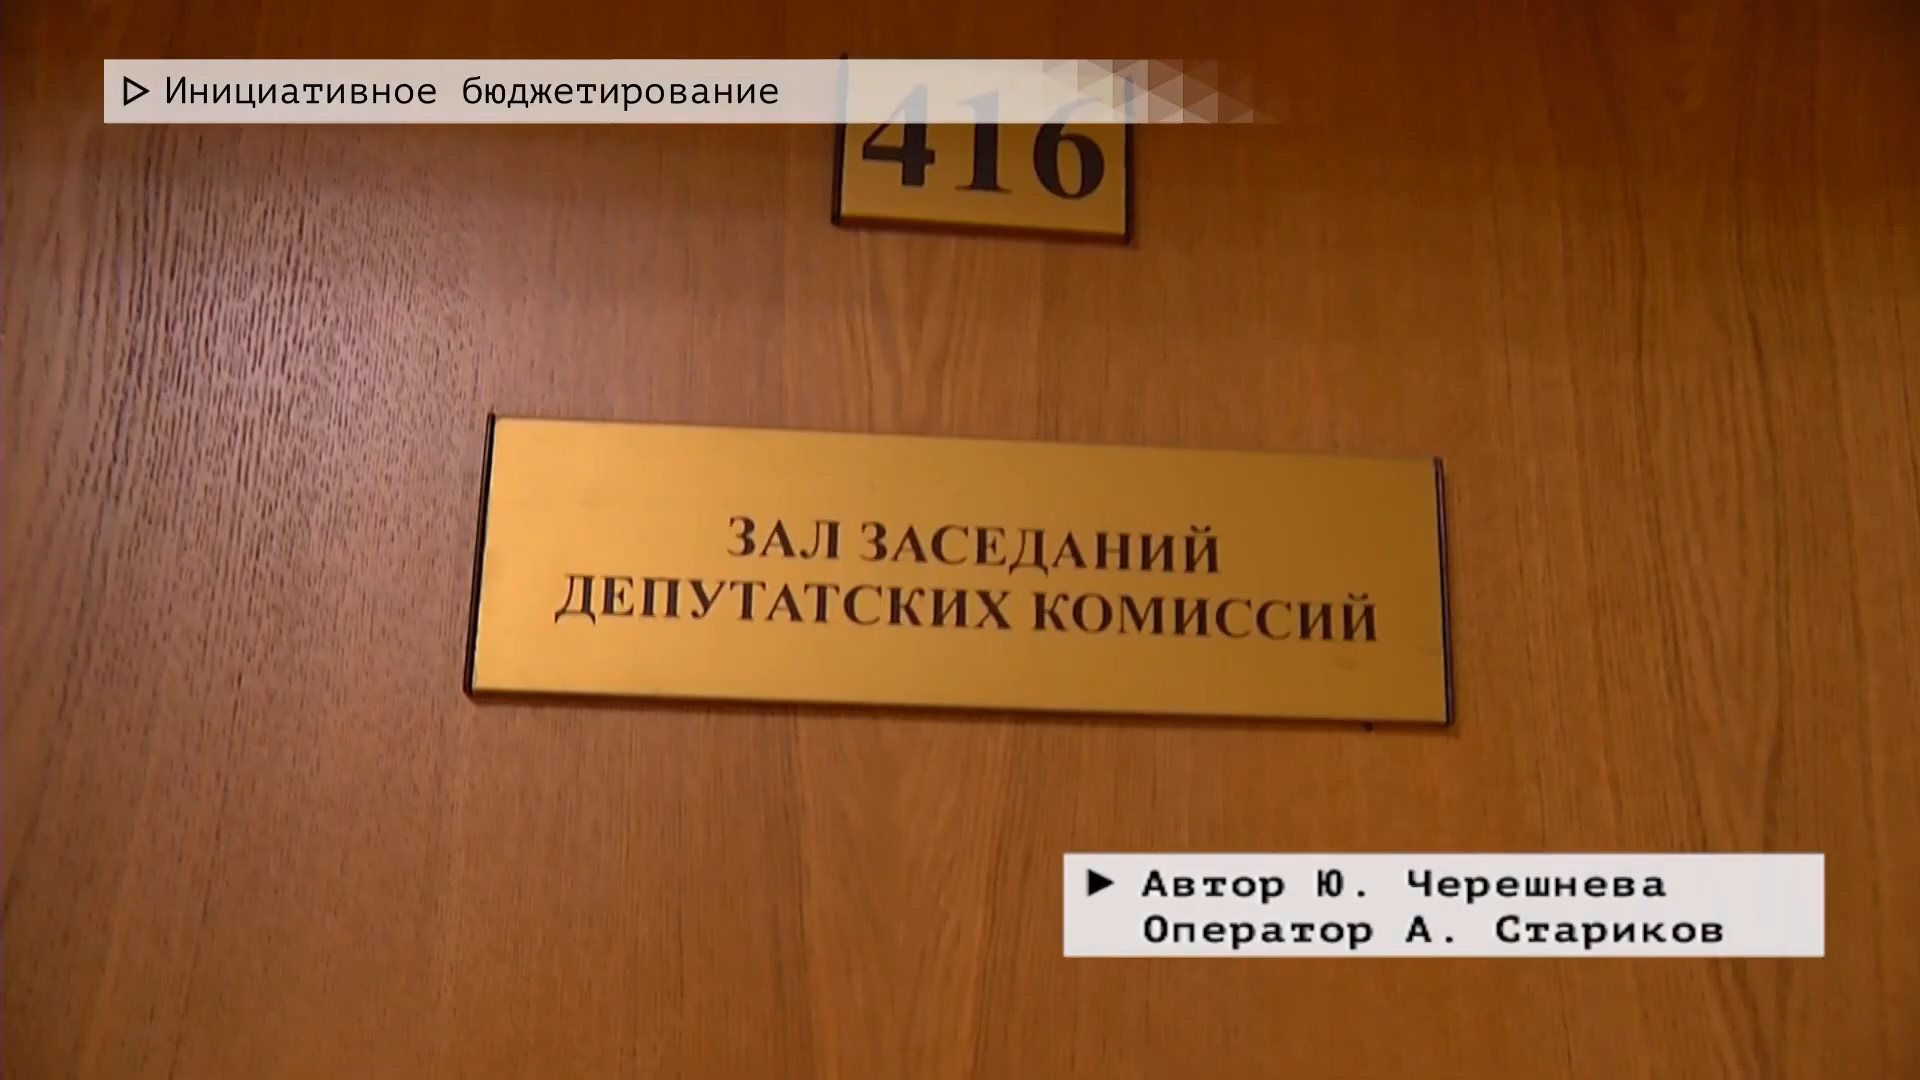 Инициативное бюджетирование
416
ЗАЛ ЗАСЕДАНИЙ
ДЕПУТАТСКИХ КОМИССИЙ
Автор Ю. Черешнева
Оператор А. Стариков